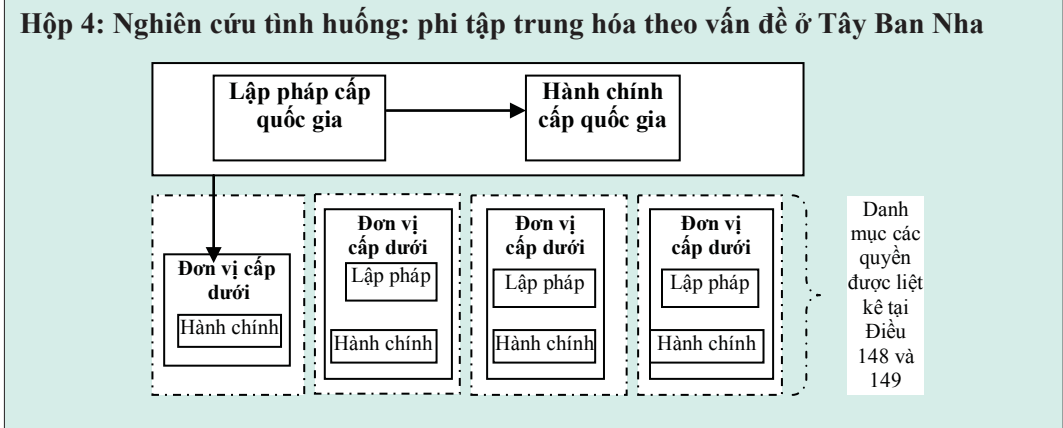 Hộp 4: Nghiên cứu tình huống: phi tập trung hóa theo vấn đề ở Tây Ban Nha
Lập pháp cấp
quốc gia
Hành chính
cấp quốc gia
Đơn vị cấp
dưới
Hành chính
Đơn vị
cấp dưới
Lập pháp
Hành chính
Đơn vị
cấp dưới
Lập pháp
Hành chính
Đơn vị
cấp dưới
Lập pháp
Hành chính
Danh
mục các
quyền
được liệt
kê tại
Điều
148 và
149